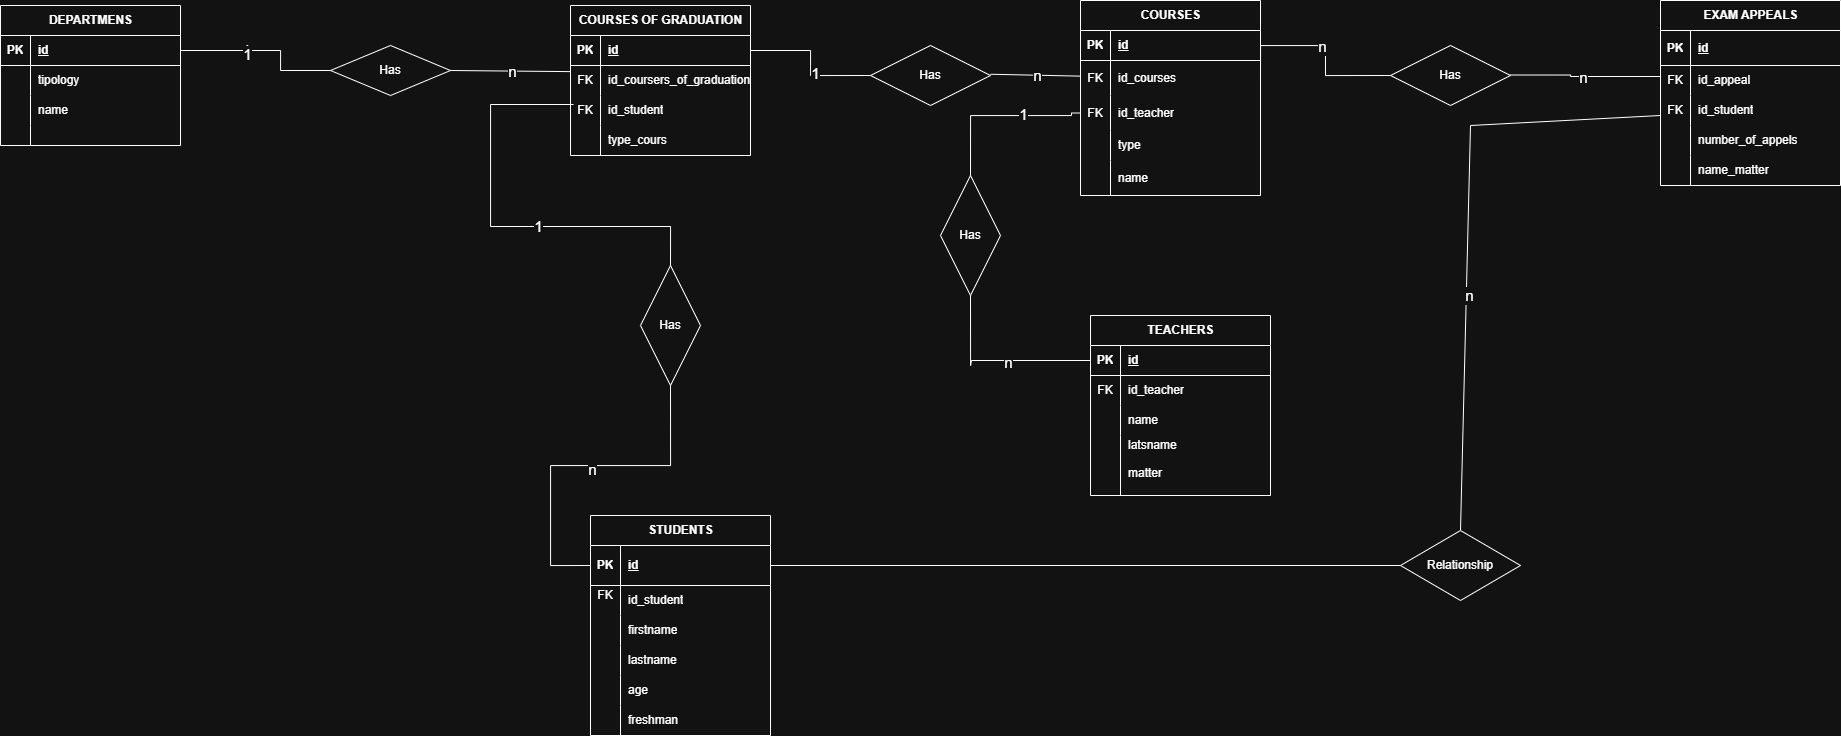 DEPARTMENS
PK id
tipology
name
1
Has
n
COURSES OF GRADUATION
PK id
FK id_coursers_of_graduation
FK id_student
type_cours
1
Has
n
COURSES
PK id
FK id_courses
FK id_teacher
type
name
n
Has
n
EXAM APPEALS
PK id
FK id_appeal
FK id_student
number_of_appels
name_matter
1
Has
n
1
Has
n
TEACHERS
PK id
FK id_teacher
name
latsname
matter
n
Relationship
STUDENTS
PK id
FK id_student
firstname
lastname
age
freshman